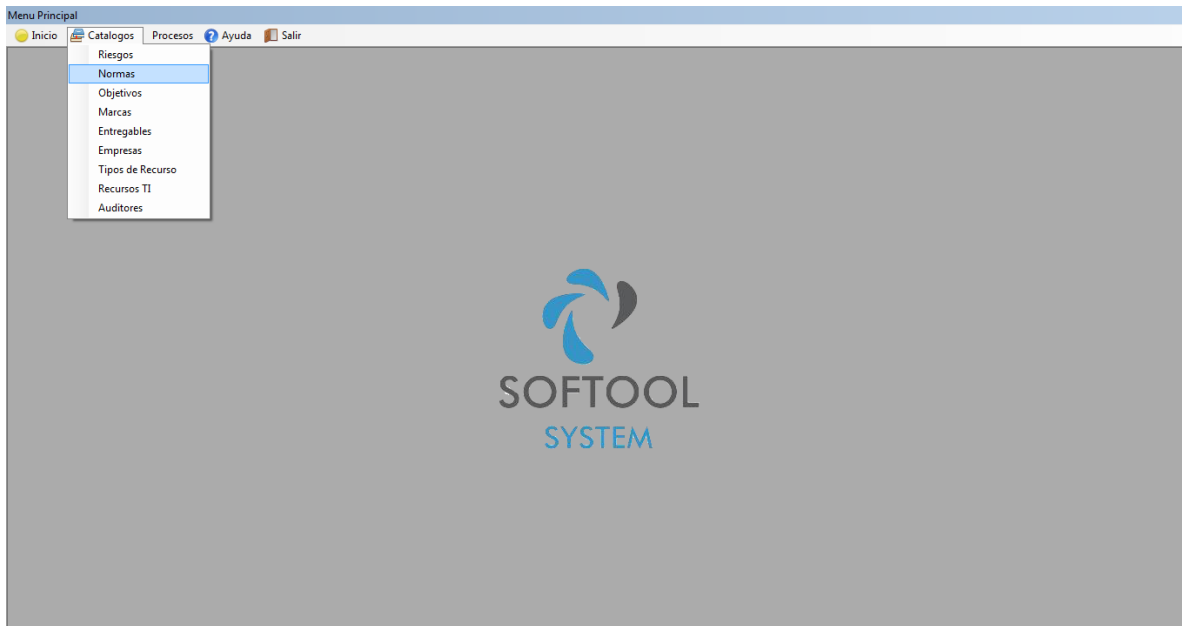 Menu Principal
Inicio Catalogos Procesos Ayuda Salir
Riesgos
Normas
Objetivos
Marcas
Entregables
Empresas
Tipos de Recurso
Recursos TI
Auditores
SOFTOOL
SYSTEM